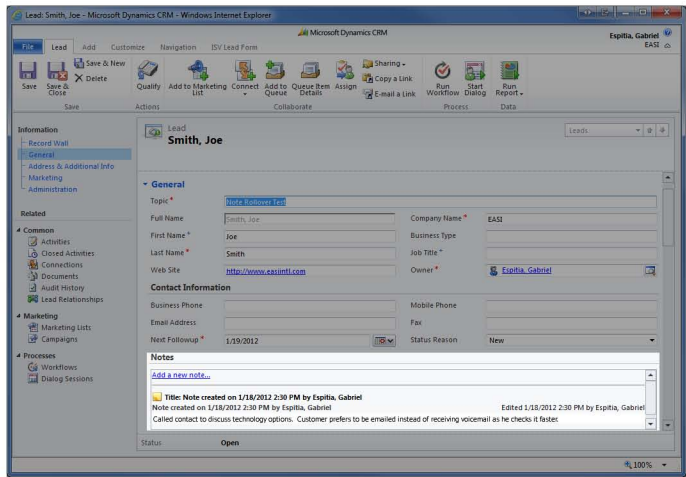 Lead: Smith, Joe - Microsoft Dynamics CRM - Windows Internet Explorer
Microsoft Dynamics CRM
Espitia, Gabriel
EASI
File Lead Add Customize Navigation ISV Lead Form
Save
Save & Close
Save & New
Delete
Save
Qualify
Actions
Add to Marketing List
Connect
Add to Queue
Queue Item Details
Assign
Sharing
Copy a Link
E-mail a Link
Collaborate
Run Workflow
Start Dialog
Process
Run Report
Data
Information
Record Wall
General
Address & Additional Info
Marketing
Administration
Related
Common
Activities
Closed Activities
Connections
Documents
Audit History
Lead Relationships
Marketing
Marketing Lists
Campaigns
Processes
Workflows
Dialog Sessions
Lead
Smith, Joe
Leads
General
Topic * Note Rollover Test
Full Name Smith, Joe Company Name * EASI
First Name * Joe Business Type
Last Name * Smith Job Title *
Web Site http://www.easiintl.com Owner * Espitia, Gabriel
Contact Information
Business Phone Mobile Phone
Email Address Fax
Next Followup * 1/19/2012 Status Reason New
Notes
Add a new note...
Title: Note created on 1/18/2012 2:30 PM by Espitia, Gabriel
Note created on 1/18/2012 2:30 PM by Espitia, Gabriel Edited 1/18/2012 2:30 PM by Espitia, Gabriel
Called contact to discuss technology options. Customer prefers to be emailed instead of receiving voicemail as he checks it faster.
Status Open
100%